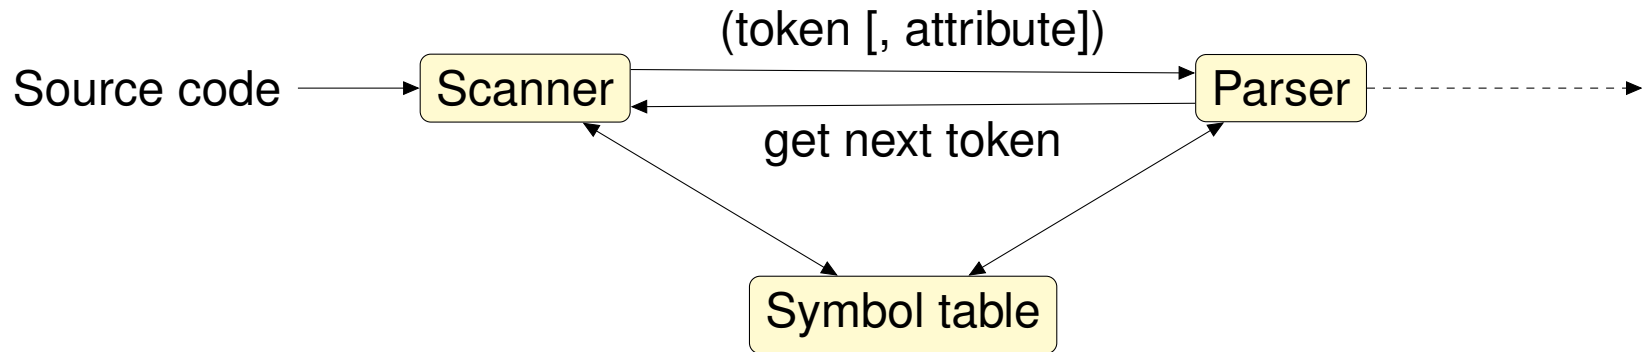 (token [, attribute])
Source code
Scanner
Parser
get next token
Symbol table